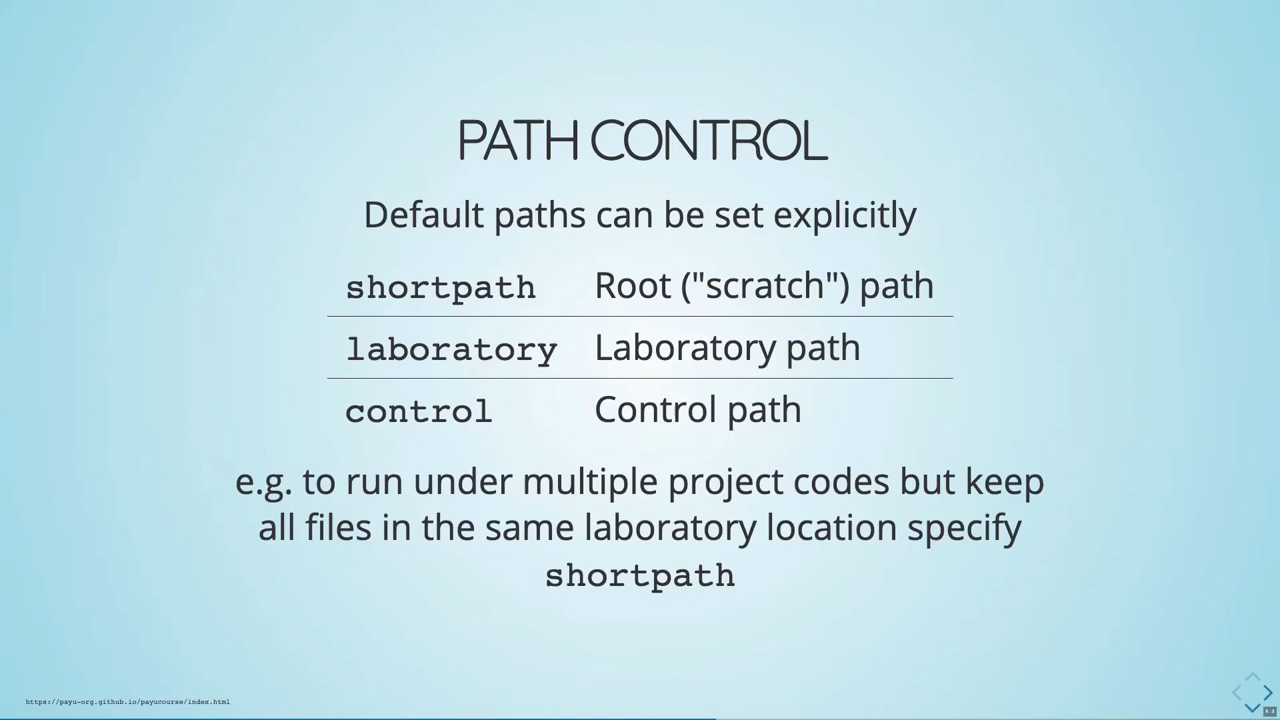 PATH CONTROL
Default paths can be set explicitly
shortpath Root ("scratch") path
laboratory Laboratory path
control Control path
e.g. to run under multiple project codes but keep
all files in the same laboratory location specify
shortpath
https://payu-org.github.io/payucourse/index.html